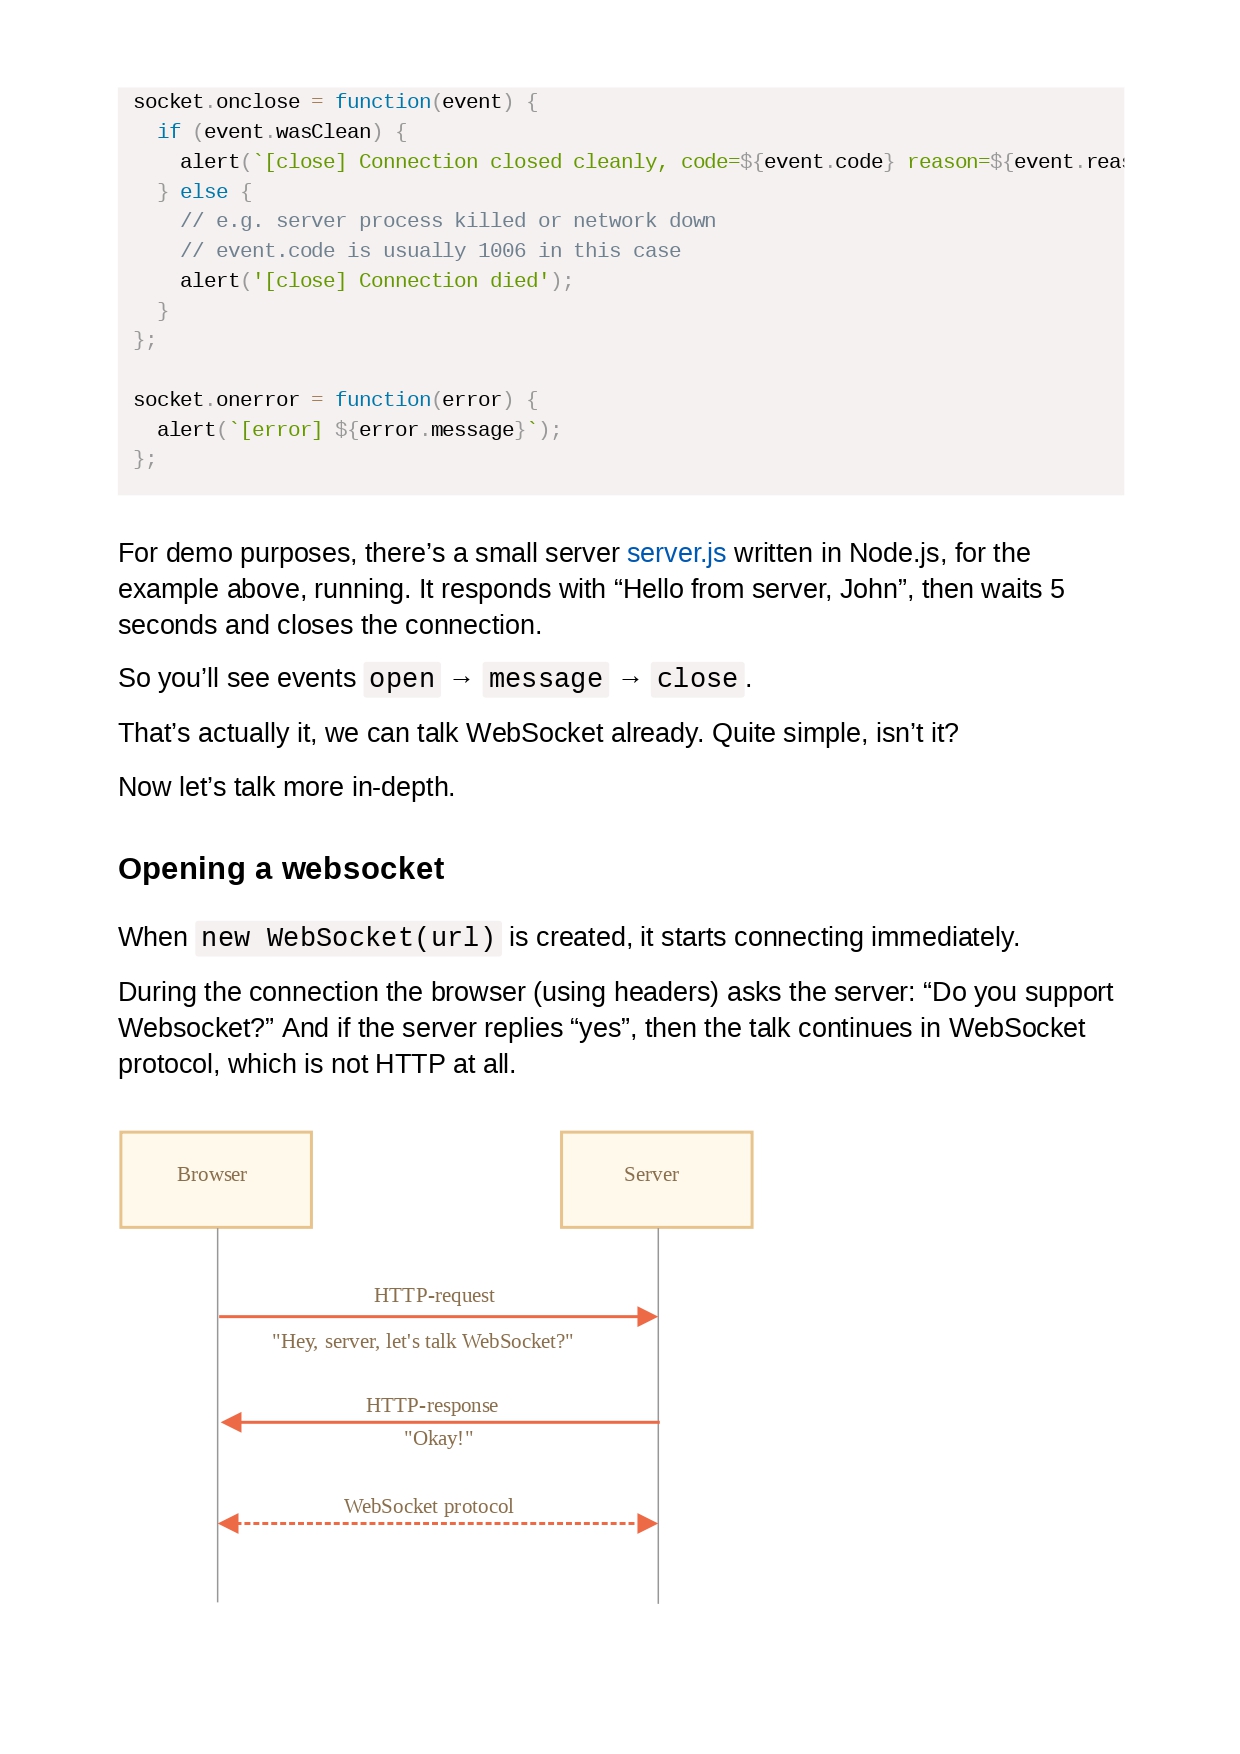 socket.onclose = function(event) {
  if (event.wasClean) {
    alert(`[close] Connection closed cleanly, code=${event.code} reason=${event.reas
  } else {
    // e.g. server process killed or network down
    // event.code is usually 1006 in this case
    alert('[close] Connection died');
  }
};

socket.onerror = function(error) {
  alert(`[error] ${error.message}`);
};
For demo purposes, there’s a small server server.js written in Node.js, for the
example above, running. It responds with “Hello from server, John”, then waits 5
seconds and closes the connection.
So you’ll see events open → message → close.
That’s actually it, we can talk WebSocket already. Quite simple, isn’t it?
Now let’s talk more in-depth.
Opening a websocket
When new WebSocket(url) is created, it starts connecting immediately.
During the connection the browser (using headers) asks the server: “Do you support
Websocket?” And if the server replies “yes”, then the talk continues in WebSocket
protocol, which is not HTTP at all.
Browser
Server
HTTP-request
"Hey, server, let's talk WebSocket?"
HTTP-response
"Okay!"
WebSocket protocol